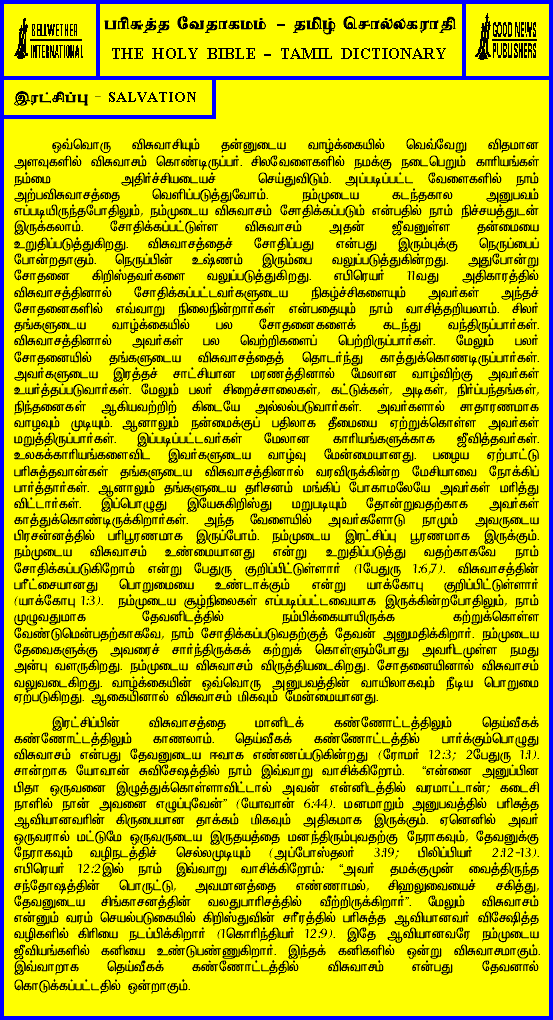 BELLWETHER
INTERNATIONAL
பரிசுத்த வேதாகமம் – தமிழ் சொல்லகராதி
THE HOLY BIBLE – TAMIL DICTIONARY
GOOD NEWS
PUBLISHERS
இரட்சிப்பு – SALVATION
ஒவ்வொரு விசுவாசியும் தன்னுடைய வாழ்க்கையில் வெவ்வேறு விதமான
அளவுகளில் விசுவாசம் கொண்டிருப்பர். சிலவேளைகளில் நமக்கு நடைபெறும் காரியங்கள்
நம்மை அதிர்ச்சியடையச் செய்துவிடும். அப்படிப்பட்ட வேளைகளில் நாம்
அற்பவிசுவாசத்தை வெளிப்படுத்துவோம். நம்முடைய கடந்தகால அனுபவம்
எப்படியிருந்தபோதிலும், நம்முடைய விசுவாசம் சோதிக்கப்படும் என்பதில் நாம் நிச்சயத்துடன்
இருக்கலாம். சோதிக்கப்பட்டுள்ள விசுவாசம் அதன் ஜீவனுள்ள தன்மையை
உறுதிப்படுத்துகிறது. விசுவாசத்தைச் சோதிப்பது என்பது இரும்புக்கு நெருப்பைப்
போன்றதாகும். நெருப்பின் உஷ்ணம் இரும்பை வலுப்படுத்துகின்றது. அதுபோன்று
சோதனை கிறிஸ்தவர்களை வலுப்படுத்துகிறது. எபிரெயர் 11வது அதிகாரத்தில்
விசுவாசத்தினால் சோதிக்கப்பட்டவர்களுடைய நிகழ்ச்சிகளையும் அவர்கள் அந்தச்
சோதனைகளில் எவ்வாறு நிலைநின்றார்கள் என்பதையும் நாம் வாசித்தறியலாம். சிலர்
தங்களுடைய வாழ்க்கையில் பல சோதனைகளைக் கடந்து வந்திருப்பார்கள்.
விசுவாசத்தினால் அவர்கள் பல வெற்றிகளைப் பெற்றிருப்பார்கள். மேலும் பலர்
சோதனையில் தங்களுடைய விசுவாசத்தைத் தொடர்ந்து காத்துக்கொண்டிருப்பார்கள்.
அவர்களுடைய இரத்தச் சாட்சியான மரணத்தினால் மேலான வாழ்விற்கு அவர்கள்
உயர்த்தப்படுவார்கள். மேலும் பலர் சிறைச்சாலைகள், கட்டுக்கள், அடிகள், நிர்ப்பந்தங்கள்,
நிந்தனைகள் ஆகியவற்றிற் கிடையே அல்லல்படுவார்கள். அவர்களால் சாதாரணமாக
வாழவும் முடியும். ஆனாலும் நன்மைக்குப் பதிலாக தீமையை ஏற்றுக்கொள்ள அவர்கள்
மறுத்திருப்பார்கள். இப்படிப்பட்டவர்கள் மேலான காரியங்களுக்காக ஜீவித்தவர்கள்.
உலகக்காரியங்களைவிட இவர்களுடைய வாழ்வு மேன்மையானது. பழைய ஏற்பாட்டு
பரிசுத்தவான்கள் தங்களுடைய விசுவாசத்தினால் வரவிருக்கின்ற மேசியாவை நோக்கிப்
பார்த்தார்கள். ஆனாலும் தங்களுடைய தரிசனம் மங்கிப் போகாமலேயே அவர்கள் மரித்து
விட்டார்கள். இப்பொழுது இயேசுகிறிஸ்து மறுபடியும் தோன்றுவதற்காக அவர்கள்
காத்துக்கொண்டிருக்கிறார்கள். அந்த வேளையில் அவர்களோடு நாமும் அவருடைய
பிரசன்னத்தில் பரிபூரணமாக இருப்போம். நம்முடைய இரட்சிப்பு பூரணமாக இருக்கும்.
நம்முடைய விசுவாசம் உண்மையானது என்று உறுதிப்படுத்து வதற்காகவே நாம்
சோதிக்கப்படுகிறோம் என்று பேதுரு குறிப்பிட்டுள்ளார் (1பேதுரு 1:6,7). விசுவாசத்தின்
பரீட்சையானது பொறுமையை உண்டாக்கும் என்று யாக்கோபு குறிப்பிட்டுள்ளார்
(யாக்கோபு 1:3). நம்முடைய சூழ்நிலைகள் எப்படிப்பட்டவையாக இருக்கின்றபோதிலும், நாம்
முழுவதுமாக தேவனிடத்தில் நம்பிக்கையாயிருக்க கற்றுக்கொள்ள
வேண்டுமென்பதற்காகவே, நாம் சோதிக்கப்படுவதற்குத் தேவன் அனுமதிக்கிறார். நம்முடைய
தேவைகளுக்கு அவரைச் சார்ந்திருக்கக் கற்றுக் கொள்ளும்போது அவரிடமுள்ள நமது
அன்பு வளருகிறது. நம்முடைய விசுவாசம் விருத்தியடைகிறது. சோதனையினால் விசுவாசம்
வலுவடைகிறது. வாழ்க்கையின் ஒவ்வொரு அனுபவத்தின் வாயிலாகவும் நீடிய பொறுமை
ஏற்படுகிறது. ஆகையினால் விசுவாசம் மிகவும் மேன்மையானது.
இரட்சிப்பின் விசுவாசத்தை மானிடக் கண்ணோட்டத்திலும் தெய்வீகக்
கண்ணோட்டத்திலும் காணலாம். தெய்வீகக் கண்ணோட்டத்தில் பார்க்கும்பொழுது
விசுவாசம் என்பது தேவனுடைய ஈவாக எண்ணப்படுகின்றது (ரோமர் 12:3; 2பேதுரு 1:1).
சான்றாக யோவான் சுவிசேஷத்தில் நாம் இவ்வாறு வாசிக்கிறோம். “என்னை அனுப்பின
பிதா ஒருவனை இழுத்துக்கொள்ளாவிட்டால் அவன் என்னிடத்தில் வரமாட்டான்; கடைசி
நாளில் நான் அவனை எழுப்புவேன்” (யோவான் 6:44). மனமாறும் அனுபவத்தில் பரிசுத்த
ஆவியானவரின் கிருபையான தாக்கம் மிகவும் அதிகமாக இருக்கும். ஏனெனில் அவர்
ஒருவரால் மட்டுமே ஒருவருடைய இருதயத்தை மனந்திரும்புவதற்கு நேராகவும், தேவனுக்கு
நேராகவும் வழிநடத்திச் செல்லமுடியும் (அப்போஸ்தலர் 3:19; பிலிப்பியர் 2:12-13).
எபிரெயர் 12:2இல் நாம் இவ்வாறு வாசிக்கிறோம்: “அவர் தமக்குமுன் வைத்திருந்த
சந்தோஷத்தின் பொருட்டு, அவமானத்தை எண்ணாமல், சிலுவையைச் சகித்து,
தேவனுடைய சிங்காசனத்தின் வலதுபாரிசத்தில் வீற்றிருக்கிறார்”. மேலும் விசுவாசம்
என்னும் வரம் செயல்படுகையில் கிறிஸ்துவின் சரீரத்தில் பரிசுத்த ஆவியானவர் விசேஷித்த
வழிகளில் கிரியை நடப்பிக்கிறார் (1கொரிந்தியர் 12:9). இதே ஆவியானவரே நம்முடைய
ஜீவியங்களில் கனியை உண்டுபண்ணுகிறார். இந்தக் கனிகளில் ஒன்று விசுவாசமாகும்.
இவ்வாறாக தெய்வீகக் கண்ணோட்டத்தில் விசுவாசம் என்பது தேவனால்
கொடுக்கப்பட்டதில் ஒன்றாகும்.